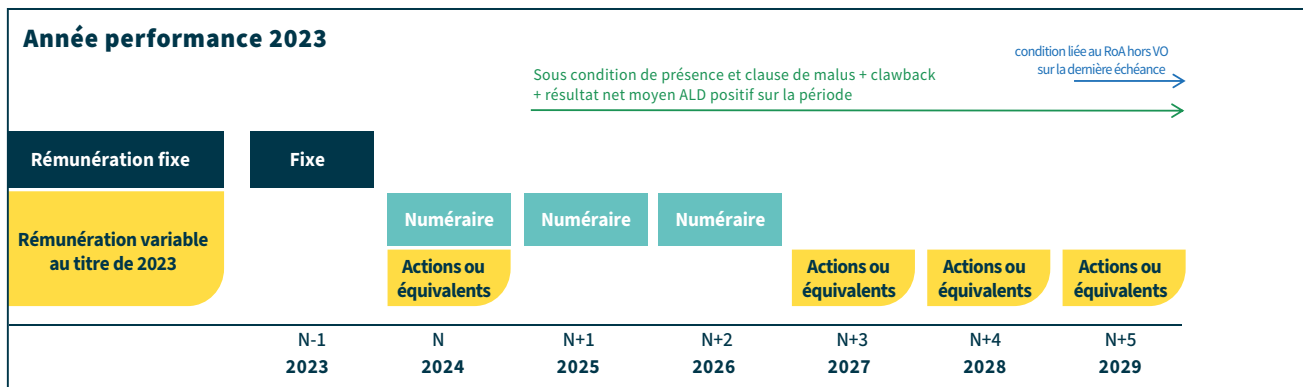 Année performance 2023
condition liée au RoA hors VO
sur la dernière échéance
Sous condition de présence et clause de malus + clawback
+ résultat net moyen ALD positif sur la période
Rémunération fixe
Fixe
Rémunération variable
au titre de 2023
Numéraire
Numéraire
Numéraire
Actions ou
équivalents
Actions ou
équivalents
Actions ou
équivalents
Actions ou
équivalents
N-1
N
N+1
N+2
N+3
N+4
N+5
2023
2024
2025
2026
2027
2028
2029